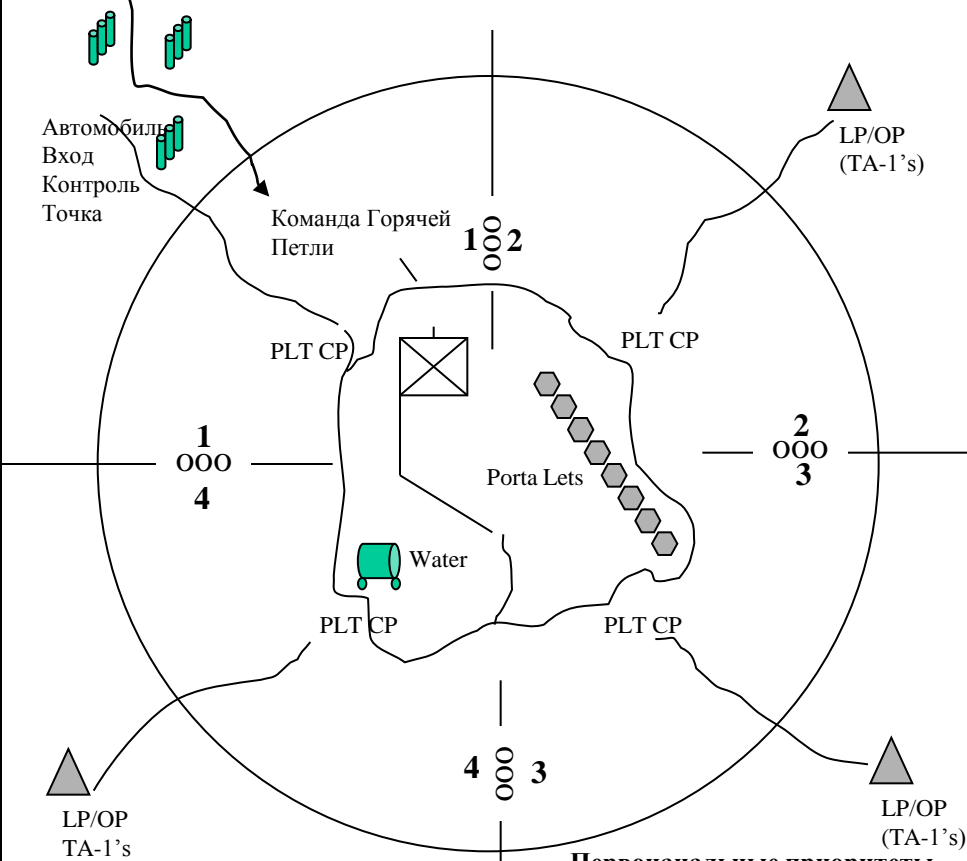 Автомобиль
Вход
Контроль
Точка
LP/OP
(TA-1's)
Команда Горячей
Петли
1 OOO 2
PLT CP
PLT CP
1
OOO
4
2
OOO
3
Porta Lets
Water
PLT CP
PLT CP
4 OOO 3
LP/OP
TA-1's
LP/OP
(TA-1's)
Первоначальные приоритеты